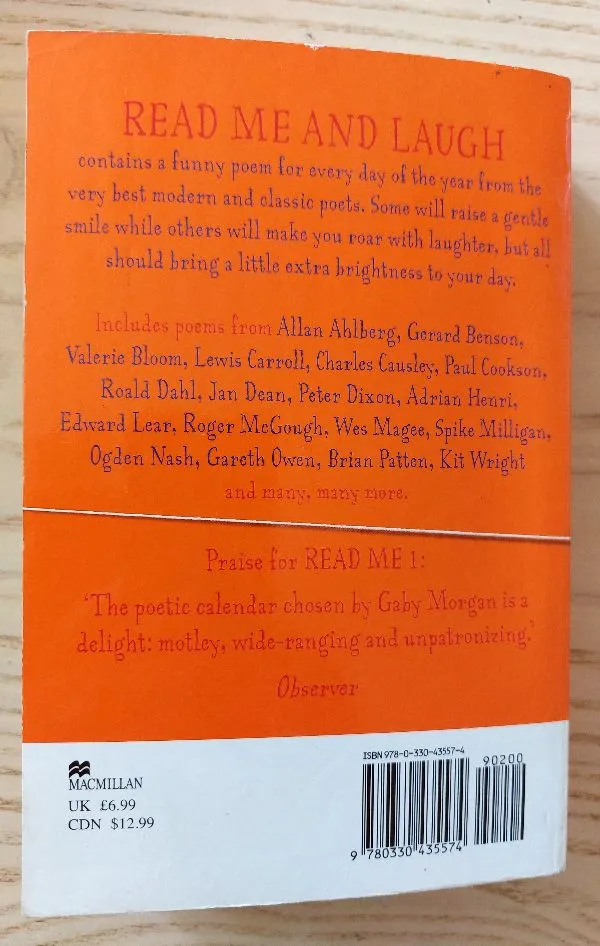 READ ME AND LAUGH
contains a funny poem for every day of the year from the
very best modern and classic poets. Some will raise a gentle
smile while others will make you roar with laughter, but all
should bring a little extra brightness to your day.
Includes poems from Allan Ahlberg, Gerard Benson,
Valerie Bloom, Lewis Carroll, Charles Causley, Paul Cookson,
Roald Dahl, Jan Dean, Peter Dixon, Adrian Henri,
Edward Lear, Roger McGough, Wes Magee, Spike Milligan,
Ogden Nash, Gareth Owen, Brian Patten, Kit Wright
and many, many more.
Praise for READ ME 1:
‘The poetic calendar chosen by Gaby Morgan is a
delight: motley, wide-ranging and unpatronizing.’
Observer
MACMILLAN
UK £6.99
CDN $12.99
ISBN 978-0-330-43557-4
90200
9 780330 435574